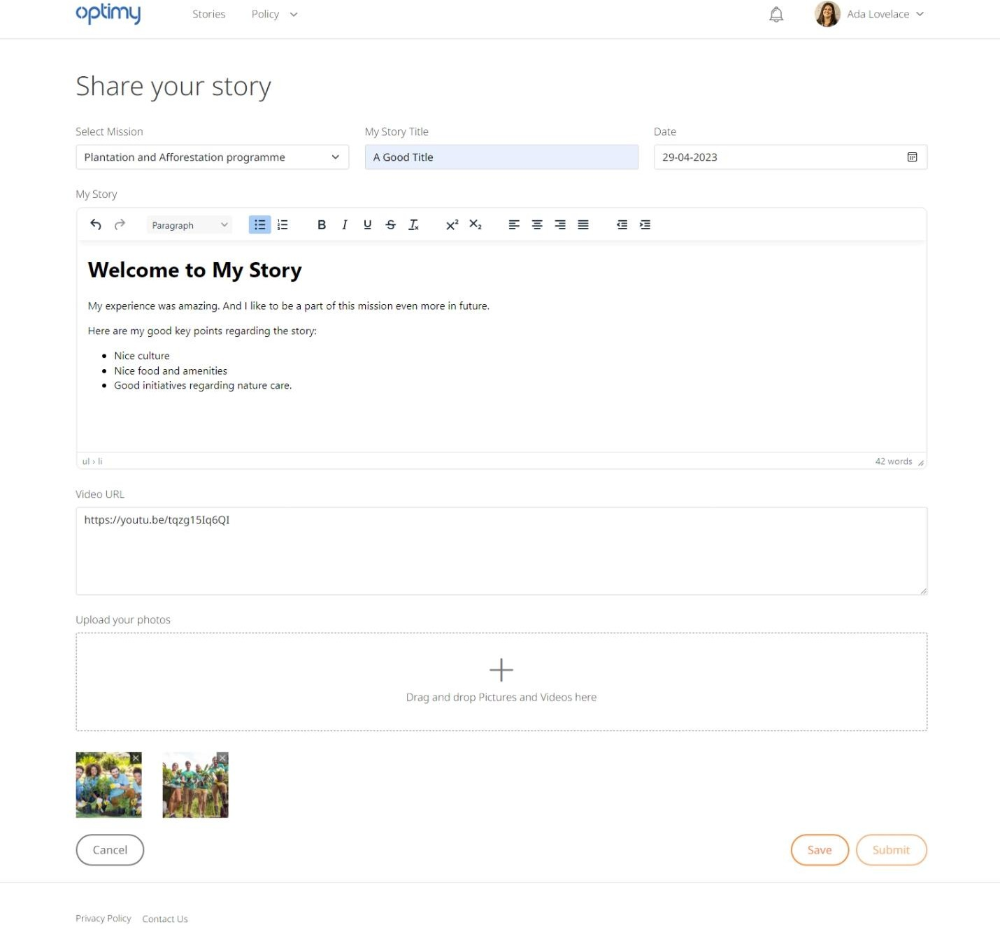 optimy Stories Policy Ada Lovelace
Share your story
Select Mission My Story Title Date
Plantation and Afforestation programme A Good Title 29-04-2023
My Story
Paragraph B I U S Tx X² X₂
Welcome to My Story
My experience was amazing. And I like to be a part of this mission even more in future.
Here are my good key points regarding the story:
• Nice culture
• Nice food and amenities
• Good initiatives regarding nature care.
ul › li 42 words
Video URL
https://youtu.be/tqzg15Iq6QI
Upload your photos
Drag and drop Pictures and Videos here
Cancel Save Submit
Privacy Policy Contact Us